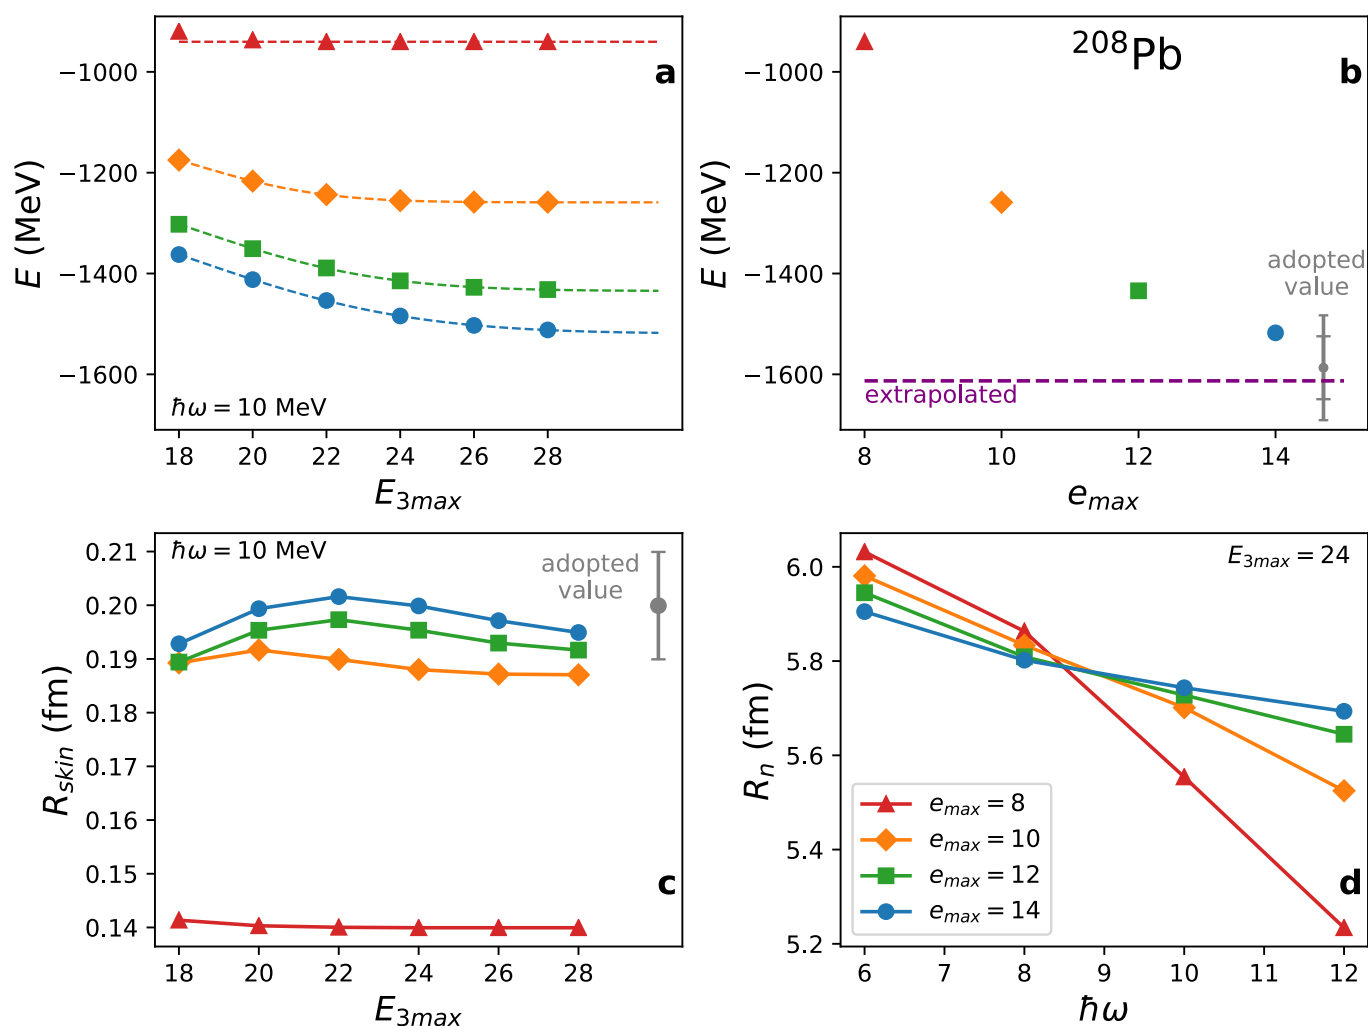 −1000
−1200
−1400
−1600
E (MeV)
a
ℏω = 10 MeV
18 20 22 24 26 28
E3max
−1000
−1200
−1400
−1600
E (MeV)
208Pb
b
adopted
value
extrapolated
8 10 12 14
emax
0.21
0.20
0.19
0.18
0.17
0.16
0.15
0.14
Rskin (fm)
ℏω = 10 MeV
adopted
value
c
18 20 22 24 26 28
E3max
6.0
5.8
5.6
5.4
5.2
Rn (fm)
E3max = 24
emax = 8
emax = 10
emax = 12
emax = 14
d
6 7 8 9 10 11 12
ℏω